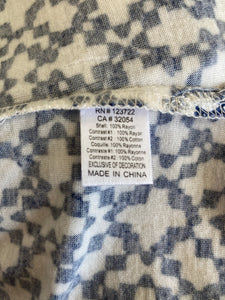 RN# 123722
CA # 32054
Shell: 100% Rayon
Contrast #1 : 100% Rayon
Contrast #2 : 100% Cotton
Coquille: 100% Rayonne
Contraste #1 : 100% Rayonne
Contraste #2 : 100% Cotton
EXCLUSIVE OF DECORATION
MADE IN CHINA